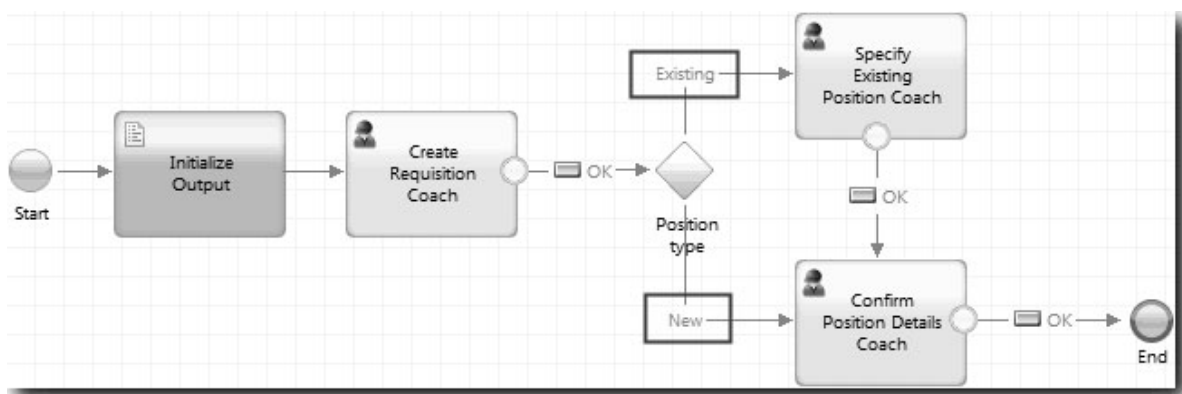 Start
Initialize
Output
Create
Requisition
Coach
OK
Position
type
Existing
Specify
Existing
Position Coach
OK
New
Confirm
Position Details
Coach
OK
End